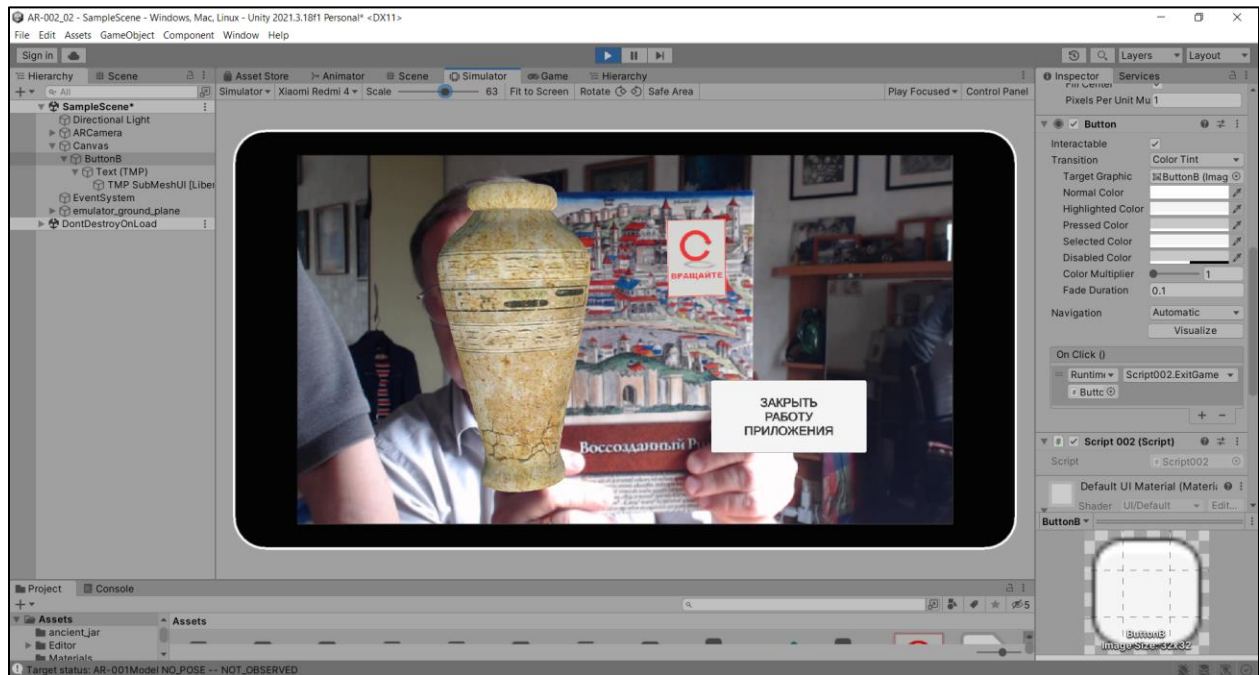 AR-002_02 - SampleScene - Windows, Mac, Linux - Unity 2021.3.18f1 Personal* <DX11>
File Edit Assets GameObject Component Window Help
Sign in
Layers
Layout
Hierarchy Scene
All
SampleScene*
Directional Light
ARCamera
Canvas
ButtonB
Text (TMP)
TMP SubMeshUI [Liber
EventSystem
emulator_ground_plane
DontDestroyOnLoad
Asset Store Animator Scene Simulator Game Hierarchy
Simulator Xiaomi Redmi 4 Scale 63 Fit to Screen Rotate Safe Area Play Focused Control Panel
ВРАЩАЙТЕ
ЗАКРЫТЬ
РАБОТУ
ПРИЛОЖЕНИЯ
Воссозданный
Inspector Services
Fill Center
Pixels Per Unit Mu 1
Button
Interactable
Transition Color Tint
Target Graphic ButtonB (Imag
Normal Color
Highlighted Color
Pressed Color
Selected Color
Disabled Color
Color Multiplier 1
Fade Duration 0.1
Navigation Automatic
Visualize
On Click ()
Runtim Script002.ExitGame
Buttc
+ -
Script 002 (Script)
Script Script002
Default UI Material (Materi
Shader UI/Default Edit...
ButtonB
ButtonB
Image Size: 32x32
Project Console
5
Assets
ancient_jar
Editor
Materials
Assets
Target status: AR-001Model NO_POSE -- NOT_OBSERVED